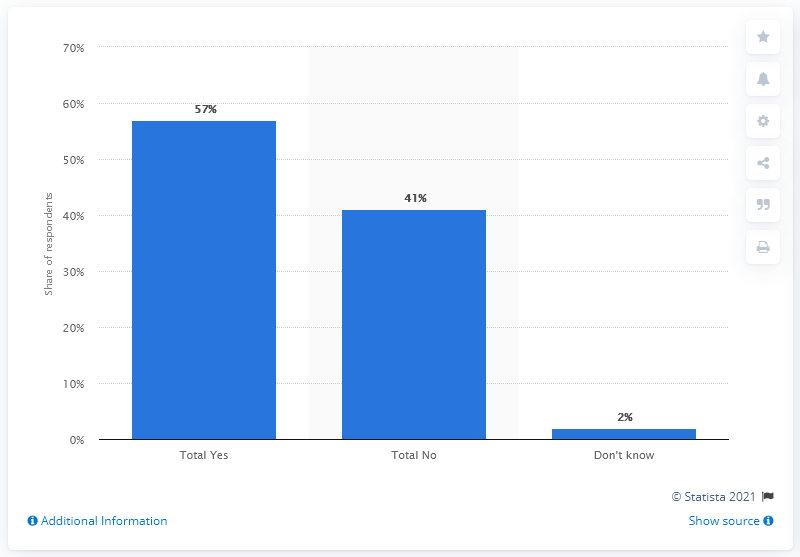 70%
60%
50%
40%
30%
20%
10%
0%
Share of respondents
57%
41%
2%
Total Yes
Total No
Don't know
© Statista 2021
Additional Information
Show source